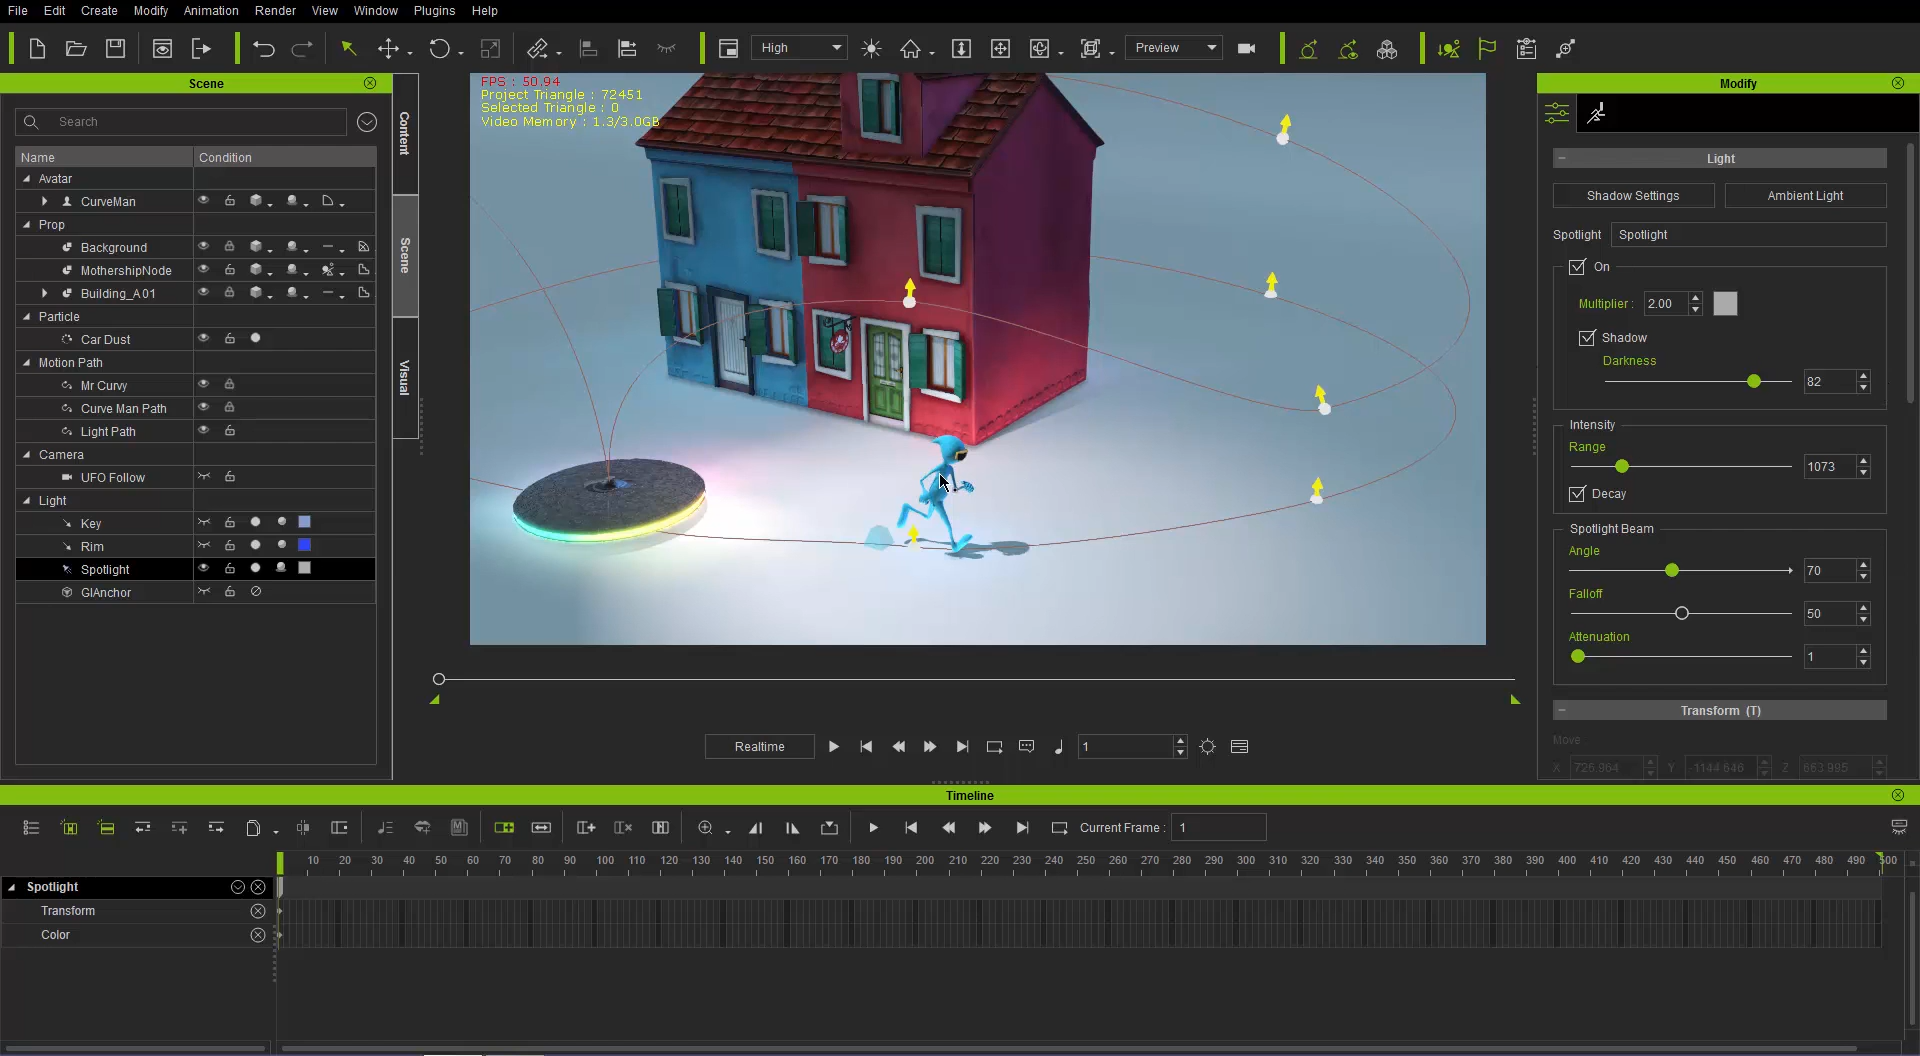 File Edit Create Modify Animation Render View Window Plugins Help
High Preview
Scene
Search
Name Condition
Avatar
CurveMan
Prop
Background
MothershipNode
Building_A01
Particle
Car Dust
Motion Path
Mr Curvy
Curve Man Path
Light Path
Camera
UFO Follow
Light
Key
Rim
Spotlight
GIAnchor
Content
Scene
Visual
FPS : 50.94
Project Triangle : 72451
Selected Triangle : 0
Video Memory : 1.3/3.0GB
Modify
Light
Shadow Settings Ambient Light
Spotlight Spotlight
On
Multiplier : 2.00
Shadow
Darkness
82
Intensity
Range
1073
Decay
Spotlight Beam
Angle
70
Falloff
50
Attenuation
1
Transform (T)
Move
X 725.964 Y -1144.646 Z 663.995
Realtime 1
Timeline
Current Frame : 1
10 20 30 40 50 60 70 80 90 100 110 120 130 140 150 160 170 180 190 200 210 220 230 240 250 260 270 280 290 300 310 320 330 340 350 360 370 380 390 400 410 420 430 440 450 460 470 480 490 500
Spotlight
Transform
Color